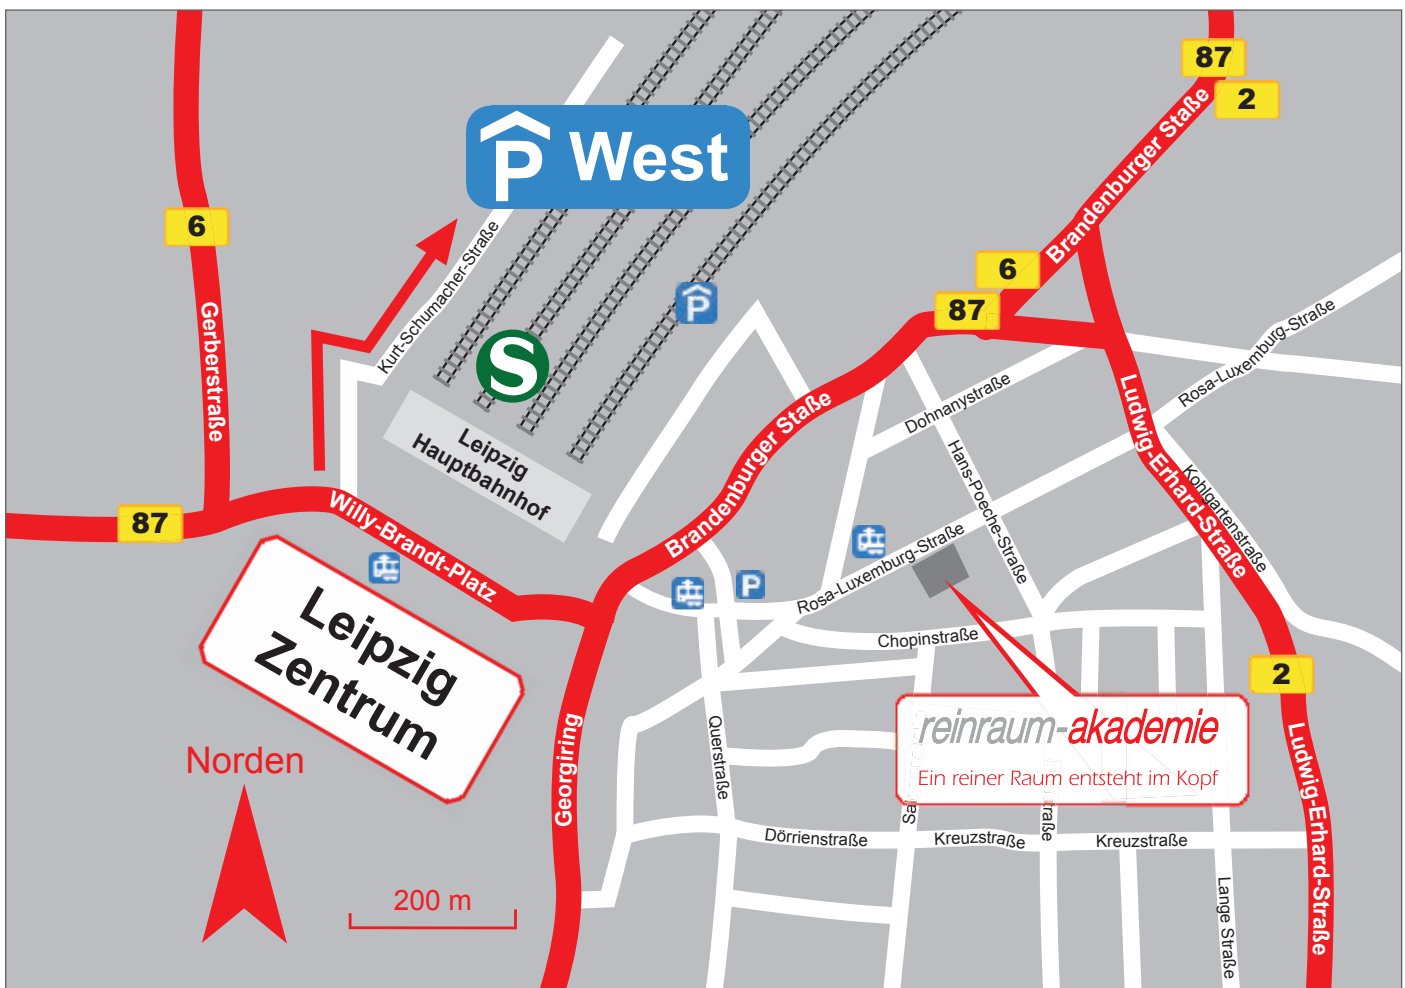 87
2
P West
Brandenburger Staße
6
6
87
Kurt-Schumacher-Straße
P
Gerberstraße
S
Rosa-Luxemburg-Straße
Dohnanystraße
Ludwig-Erhard-Straße
Leipzig
Hauptbahnhof
Brandenburger Staße
Hans-Poeche-Straße
Kohlgartenstraße
87
Willy-Brandt-Platz
Rosa-Luxemburg-Straße
P
Leipzig
Zentrum
Chopinstraße
2
reinraum-akademie
Ein reiner Raum entsteht im Kopf
Norden
Georgiring
Querstraße
Ludwig-Erhard-Straße
Dörrienstraße
Kreuzstraße
Kreuzstraße
200 m
Lange Straße